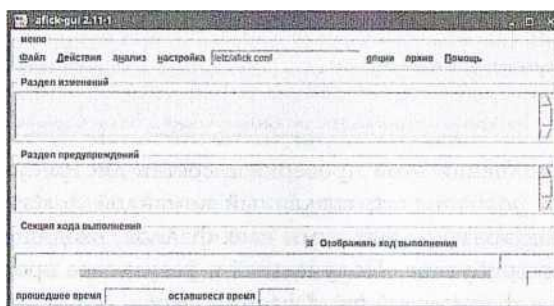 afick-gui 2.11-1
меню
файл Действия анализ настройка /etc/afick.conf опции архив Помощь
Раздел изменений
Раздел предупреждений
Секция хода выполнения
Отображать ход выполнения
прошедшее время оставшееся время